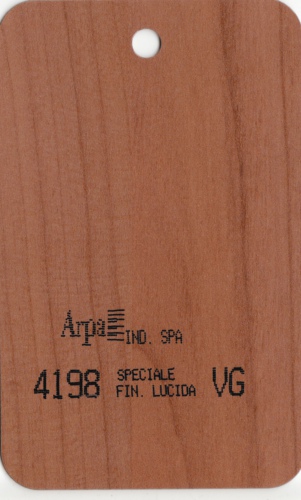 Arpa IND. SPA
4198 SPECIALE FIN. LUCIDA VG